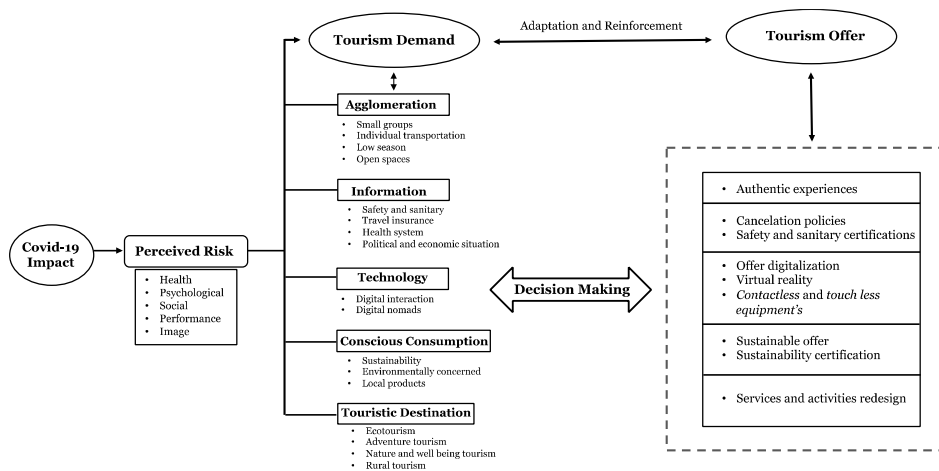 Covid-19
Impact
Perceived Risk
• Health
• Psychological
• Social
• Performance
• Image
Tourism Demand
Agglomeration
• Small groups
• Individual transportation
• Low season
• Open spaces
Information
• Safety and sanitary
• Travel insurance
• Health system
• Political and economic situation
Technology
• Digital interaction
• Digital nomads
Conscious Consumption
• Sustainability
• Environmentally concerned
• Local products
Touristic Destination
• Ecotourism
• Adventure tourism
• Nature and well being tourism
• Rural tourism
Adaptation and Reinforcement
Decision Making
Tourism Offer
• Authentic experiences
• Cancelation policies
• Safety and sanitary certifications
• Offer digitalization
• Virtual reality
• Contactless and touch less
equipment's
• Sustainable offer
• Sustainability certification
• Services and activities redesign